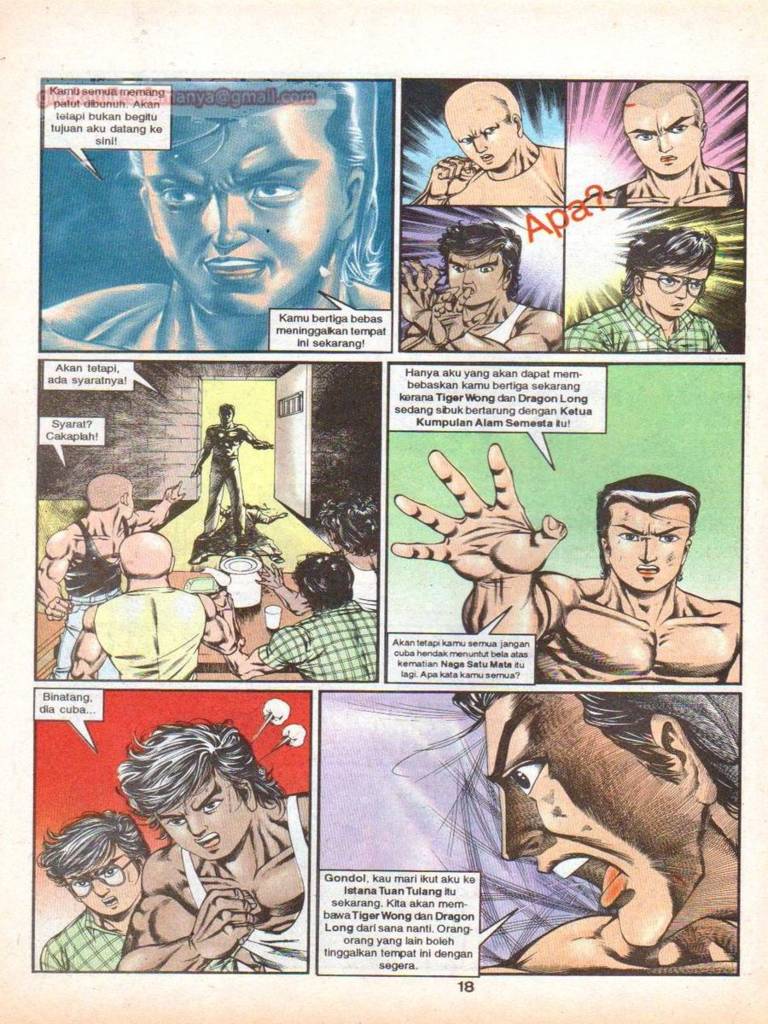 Kamu semua memang
patut dibunuh. Akan
tetapi bukan begitu
tujuan aku datang ke
sini!
anya@gmail.com
Kamu bertiga bebas
meninggalkan tempat
ini sekarang!
Apa?
Akan tetapi,
ada syaratnya!
Syarat?
Cakaplah!
Hanya aku yang akan dapat mem-
bebaskan kamu bertiga sekarang
kerana Tiger Wong dan Dragon Long
sedang sibuk bertarung dengan Ketua
Kumpulan Alam Semesta itu!
Akan tetapi kamu semua jangan
cuba hendak menuntut bela atas
kematian Naga Satu Mata itu
lagi. Apa kata kamu semua?
Binatang,
dia cuba...
Gondol, kau mari ikut aku ke
Istana Tuan Tulang itu
sekarang. Kita akan mem-
bawa Tiger Wong dan Dragon
Long dari sana nanti. Orang-
orang yang lain boleh
tinggalkan tempat ini dengan
segera.
18